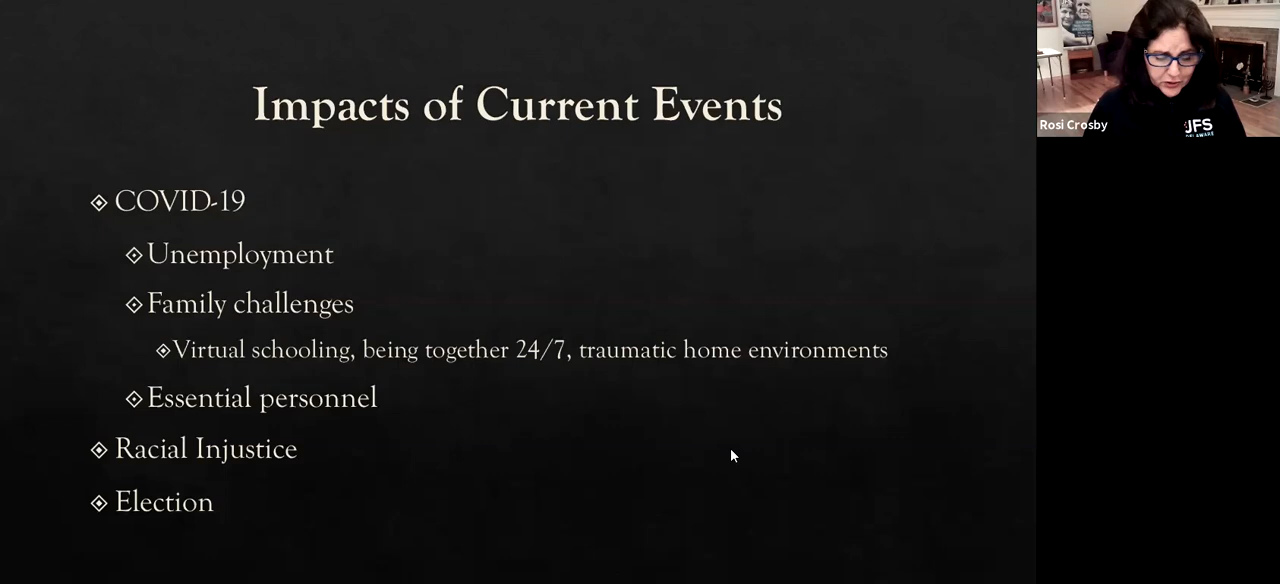 Impacts of Current Events
COVID-19
Unemployment
Family challenges
Virtual schooling, being together 24/7, traumatic home environments
Essential personnel
Racial Injustice
Election
Rosi Crosby
JFS
DELAWARE